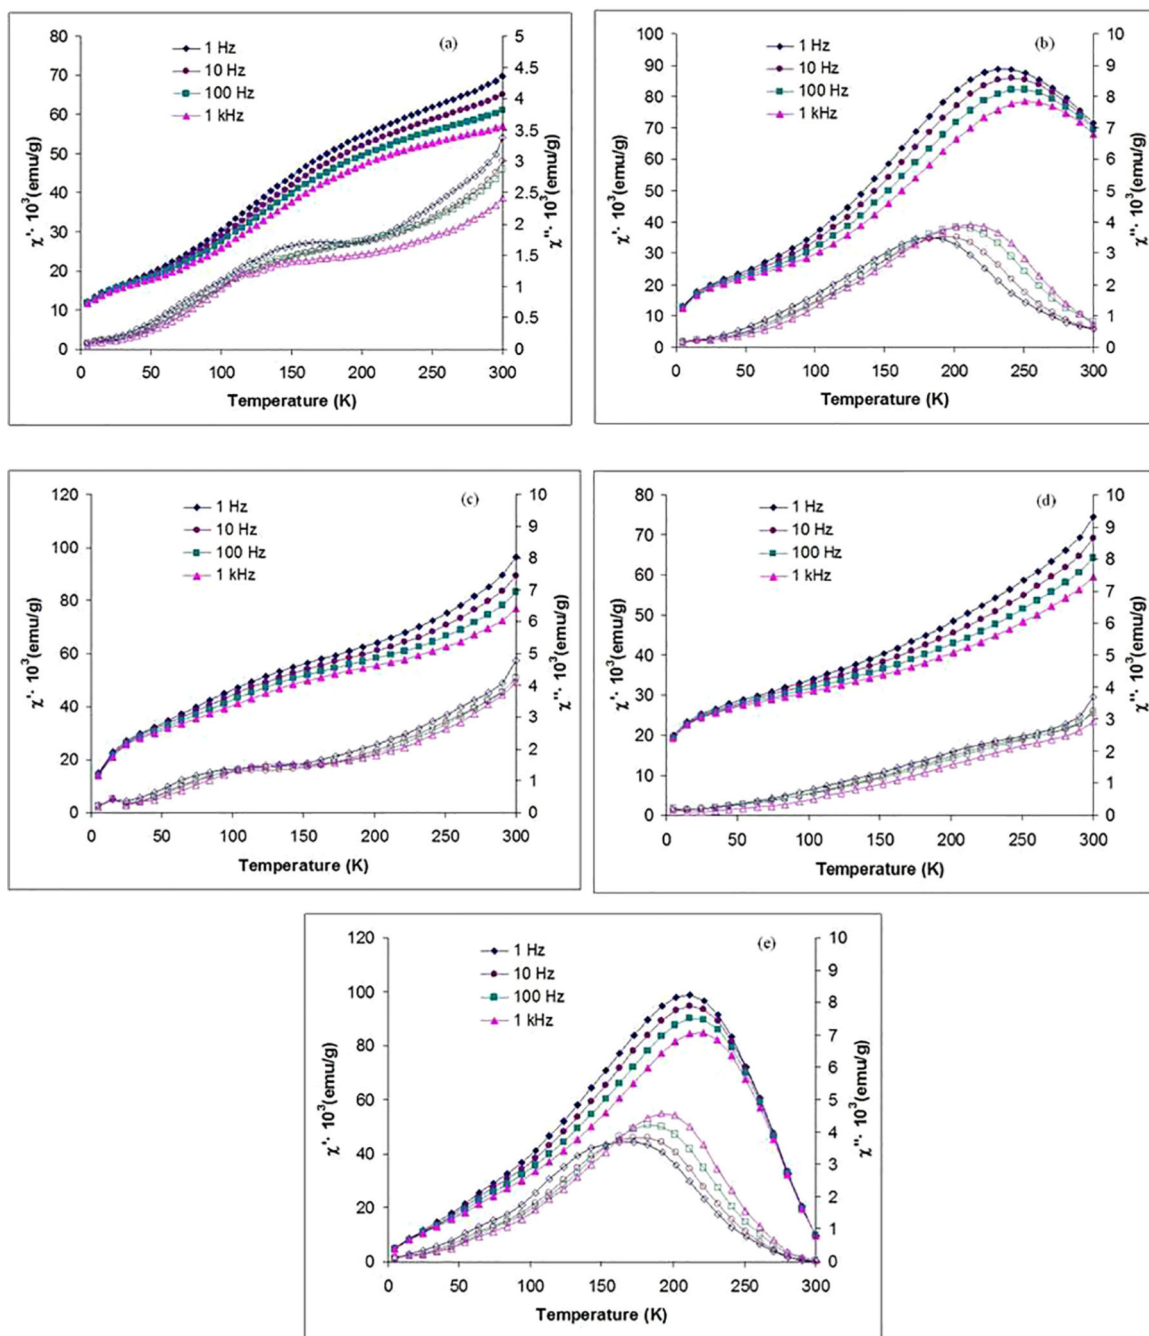 (a)
1 Hz
10 Hz
100 Hz
1 kHz
80
70
60
50
40
30
20
10
0
χ'· 10³(emu/g)
5
4.5
4
3.5
3
2.5
2
1.5
1
0.5
0
χ''· 10³(emu/g)
0 50 100 150 200 250 300
Temperature (K)
(b)
1 Hz
10 Hz
100 Hz
1 kHz
100
90
80
70
60
50
40
30
20
10
0
χ'· 10³(emu/g)
10
9
8
7
6
5
4
3
2
1
0
χ''· 10³(emu/g)
0 50 100 150 200 250 300
Temperature (K)
(c)
1 Hz
10 Hz
100 Hz
1 kHz
120
100
80
60
40
20
0
χ'· 10³(emu/g)
10
9
8
7
6
5
4
3
2
1
0
χ''· 10³(emu/g)
0 50 100 150 200 250 300
Temperature (K)
(d)
1 Hz
10 Hz
100 Hz
1 kHz
80
70
60
50
40
30
20
10
0
χ'· 10³(emu/g)
10
9
8
7
6
5
4
3
2
1
0
χ''· 10³(emu/g)
0 50 100 150 200 250 300
Temperature (K)
(e)
1 Hz
10 Hz
100 Hz
1 kHz
120
100
80
60
40
20
0
χ'· 10³(emu/g)
10
9
8
7
6
5
4
3
2
1
0
χ''· 10³(emu/g)
0 50 100 150 200 250 300
Temperature (K)